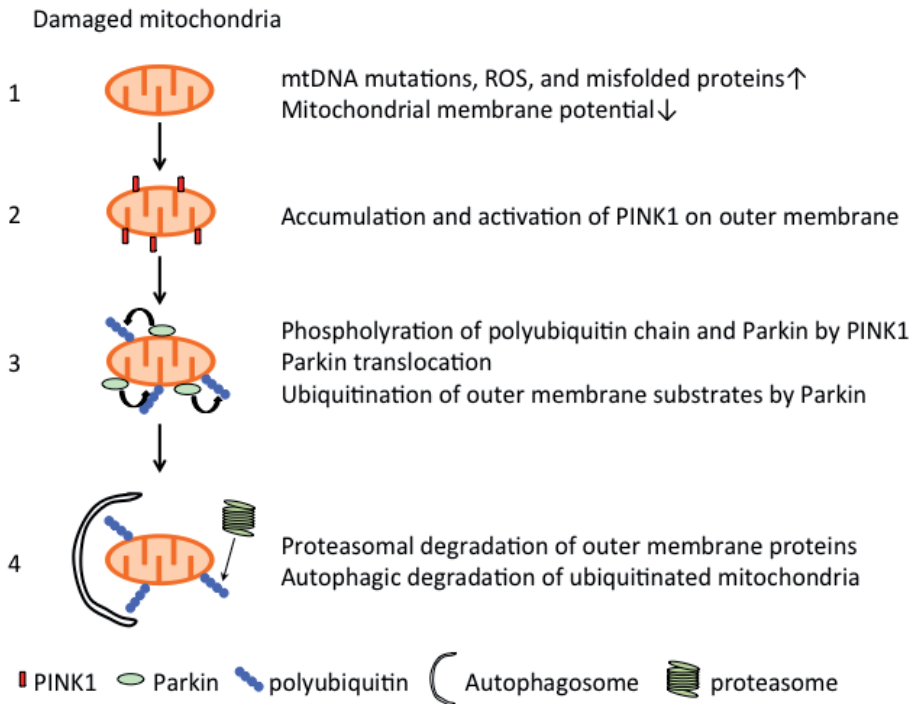 Damaged mitochondria
1
mtDNA mutations, ROS, and misfolded proteins↑
Mitochondrial membrane potential↓
2
Accumulation and activation of PINK1 on outer membrane
3
Phospholyration of polyubiquitin chain and Parkin by PINK1
Parkin translocation
Ubiquitination of outer membrane substrates by Parkin
4
Proteasomal degradation of outer membrane proteins
Autophagic degradation of ubiquitinated mitochondria
PINK1 Parkin polyubiquitin Autophagosome proteasome